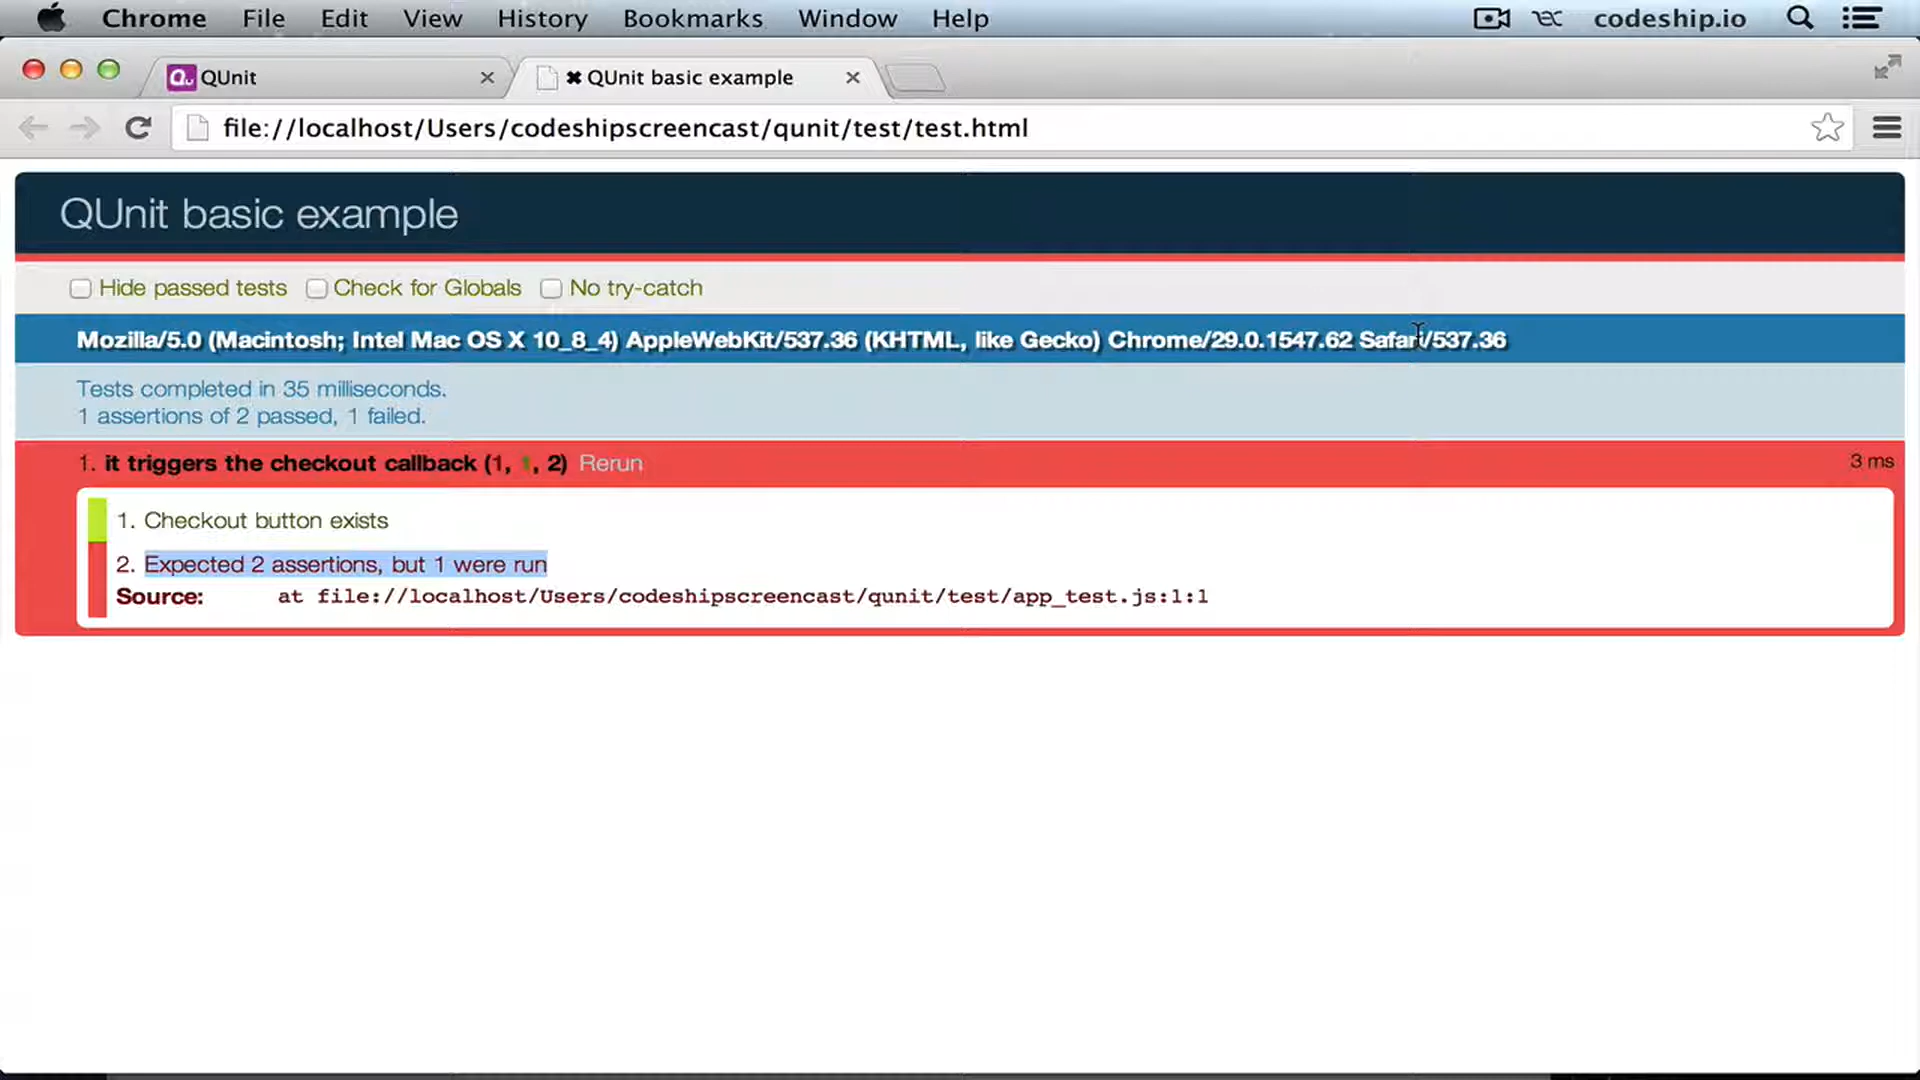 Chrome File Edit View History Bookmarks Window Help codeship.io
QUnit ✖ QUnit basic example
file://localhost/Users/codeshipscreencast/qunit/test/test.html
QUnit basic example
Hide passed tests Check for Globals No try-catch
Mozilla/5.0 (Macintosh; Intel Mac OS X 10_8_4) AppleWebKit/537.36 (KHTML, like Gecko) Chrome/29.0.1547.62 Safari/537.36
Tests completed in 35 milliseconds.
1 assertions of 2 passed, 1 failed.
1. it triggers the checkout callback (1, 1, 2) Rerun 3 ms
1. Checkout button exists
2. Expected 2 assertions, but 1 were run
Source: at file://localhost/Users/codeshipscreencast/qunit/test/app_test.js:1:1